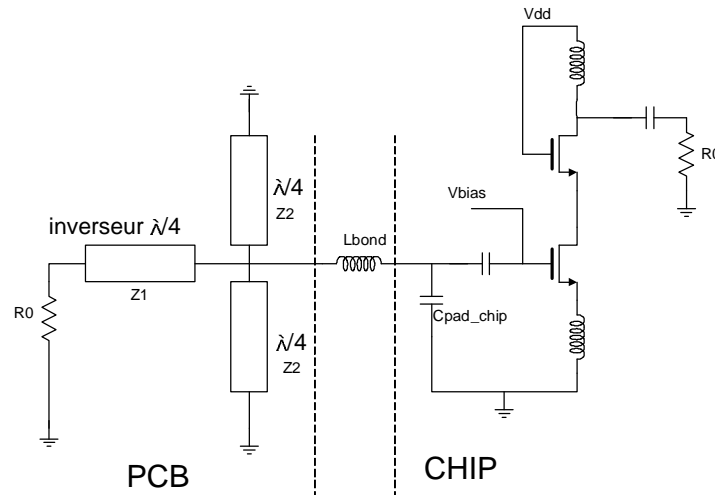 Vdd
R0
λ/4
Z2
Vbias
inverseur λ/4
Lbond
Z1
R0
Cpad_chip
λ/4
Z2
PCB
CHIP